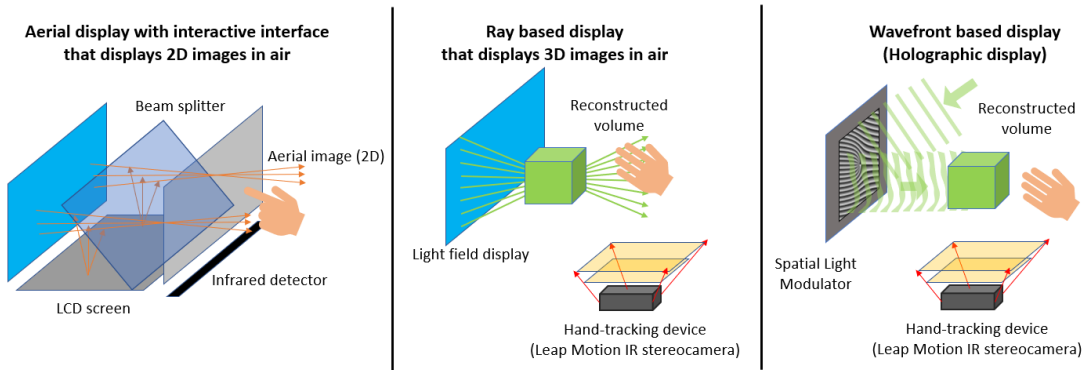 Aerial display with interactive interface
that displays 2D images in air
Beam splitter
Aerial image (2D)
Infrared detector
LCD screen
Ray based display
that displays 3D images in air
Reconstructed
volume
Light field display
Hand-tracking device
(Leap Motion IR stereocamera)
Wavefront based display
(Holographic display)
Reconstructed
volume
Spatial Light
Modulator
Hand-tracking device
(Leap Motion IR stereocamera)